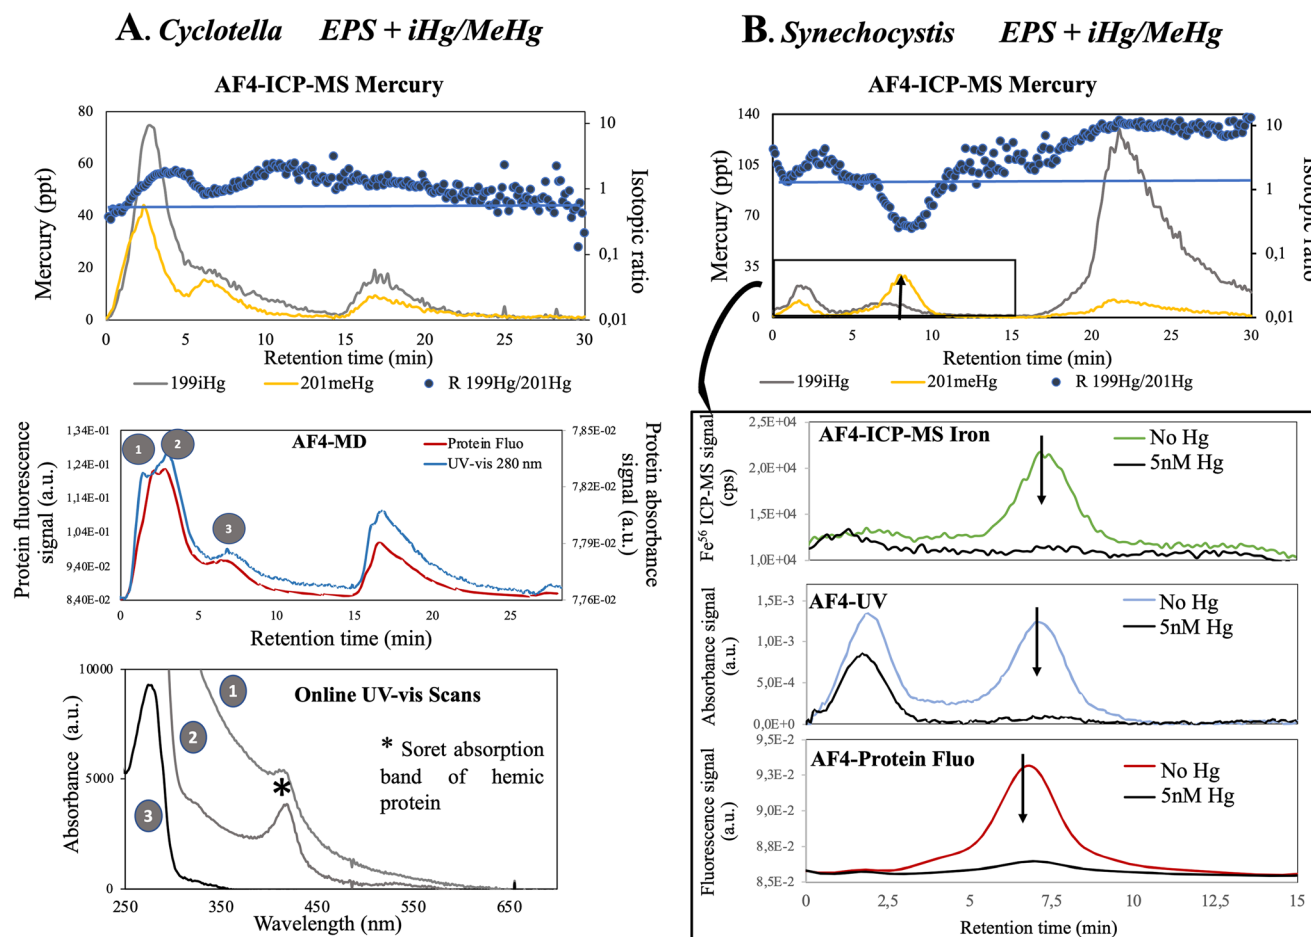 A. Cyclotella EPS + iHg/MeHg
AF4-ICP-MS Mercury
Mercury (ppt)
80
60
40
20
0
10
1
0,1
0,01
Isotopic ratio
0 5 10 15 20 25 30
Retention time (min)
199iHg 201meHg R 199Hg/201Hg
Protein fluorescence
signal (a.u.)
1,34E-01
1,24E-01
1,14E-01
1,04E-01
9,40E-02
8,40E-02
AF4-MD
Protein Fluo
UV-vis 280 nm
1
2
3
7,85E-02
7,82E-02
7,79E-02
7,76E-02
Protein absorbance
signal (a.u.)
(a.u.)
0 5 10 15 20 25
Retention time (min)
Absorbance (a.u.)
10000
5000
0
Online UV-vis Scans
1
2
3
*
* Soret absorption
band of hemic
protein
250 350 450 550 650
Wavelength (nm)
B. Synechocystis EPS + iHg/MeHg
AF4-ICP-MS Mercury
Mercury (ppt)
140
105
70
35
0
10
1
0,1
0,01
Isotopic ratio
0 5 10 15 20 25 30
Retention time (min)
199iHg 201meHg R 199Hg/201Hg
Fe56 ICP-MS signal
(cps)
2,5E+04
2,0E+04
1,5E+04
1,0E+04
AF4-ICP-MS Iron
No Hg
5nM Hg
Absorbance signal
(a.u.)
1,5E-3
1,0E-3
5,0E-4
0,0E+0
AF4-UV
No Hg
5nM Hg
Fluorescence signal
(a.u.)
9,5E-2
9,3E-2
9,0E-2
8,8E-2
8,5E-2
AF4-Protein Fluo
No Hg
5nM Hg
0 2,5 5 7,5 10 12,5 15
Retention time (min)